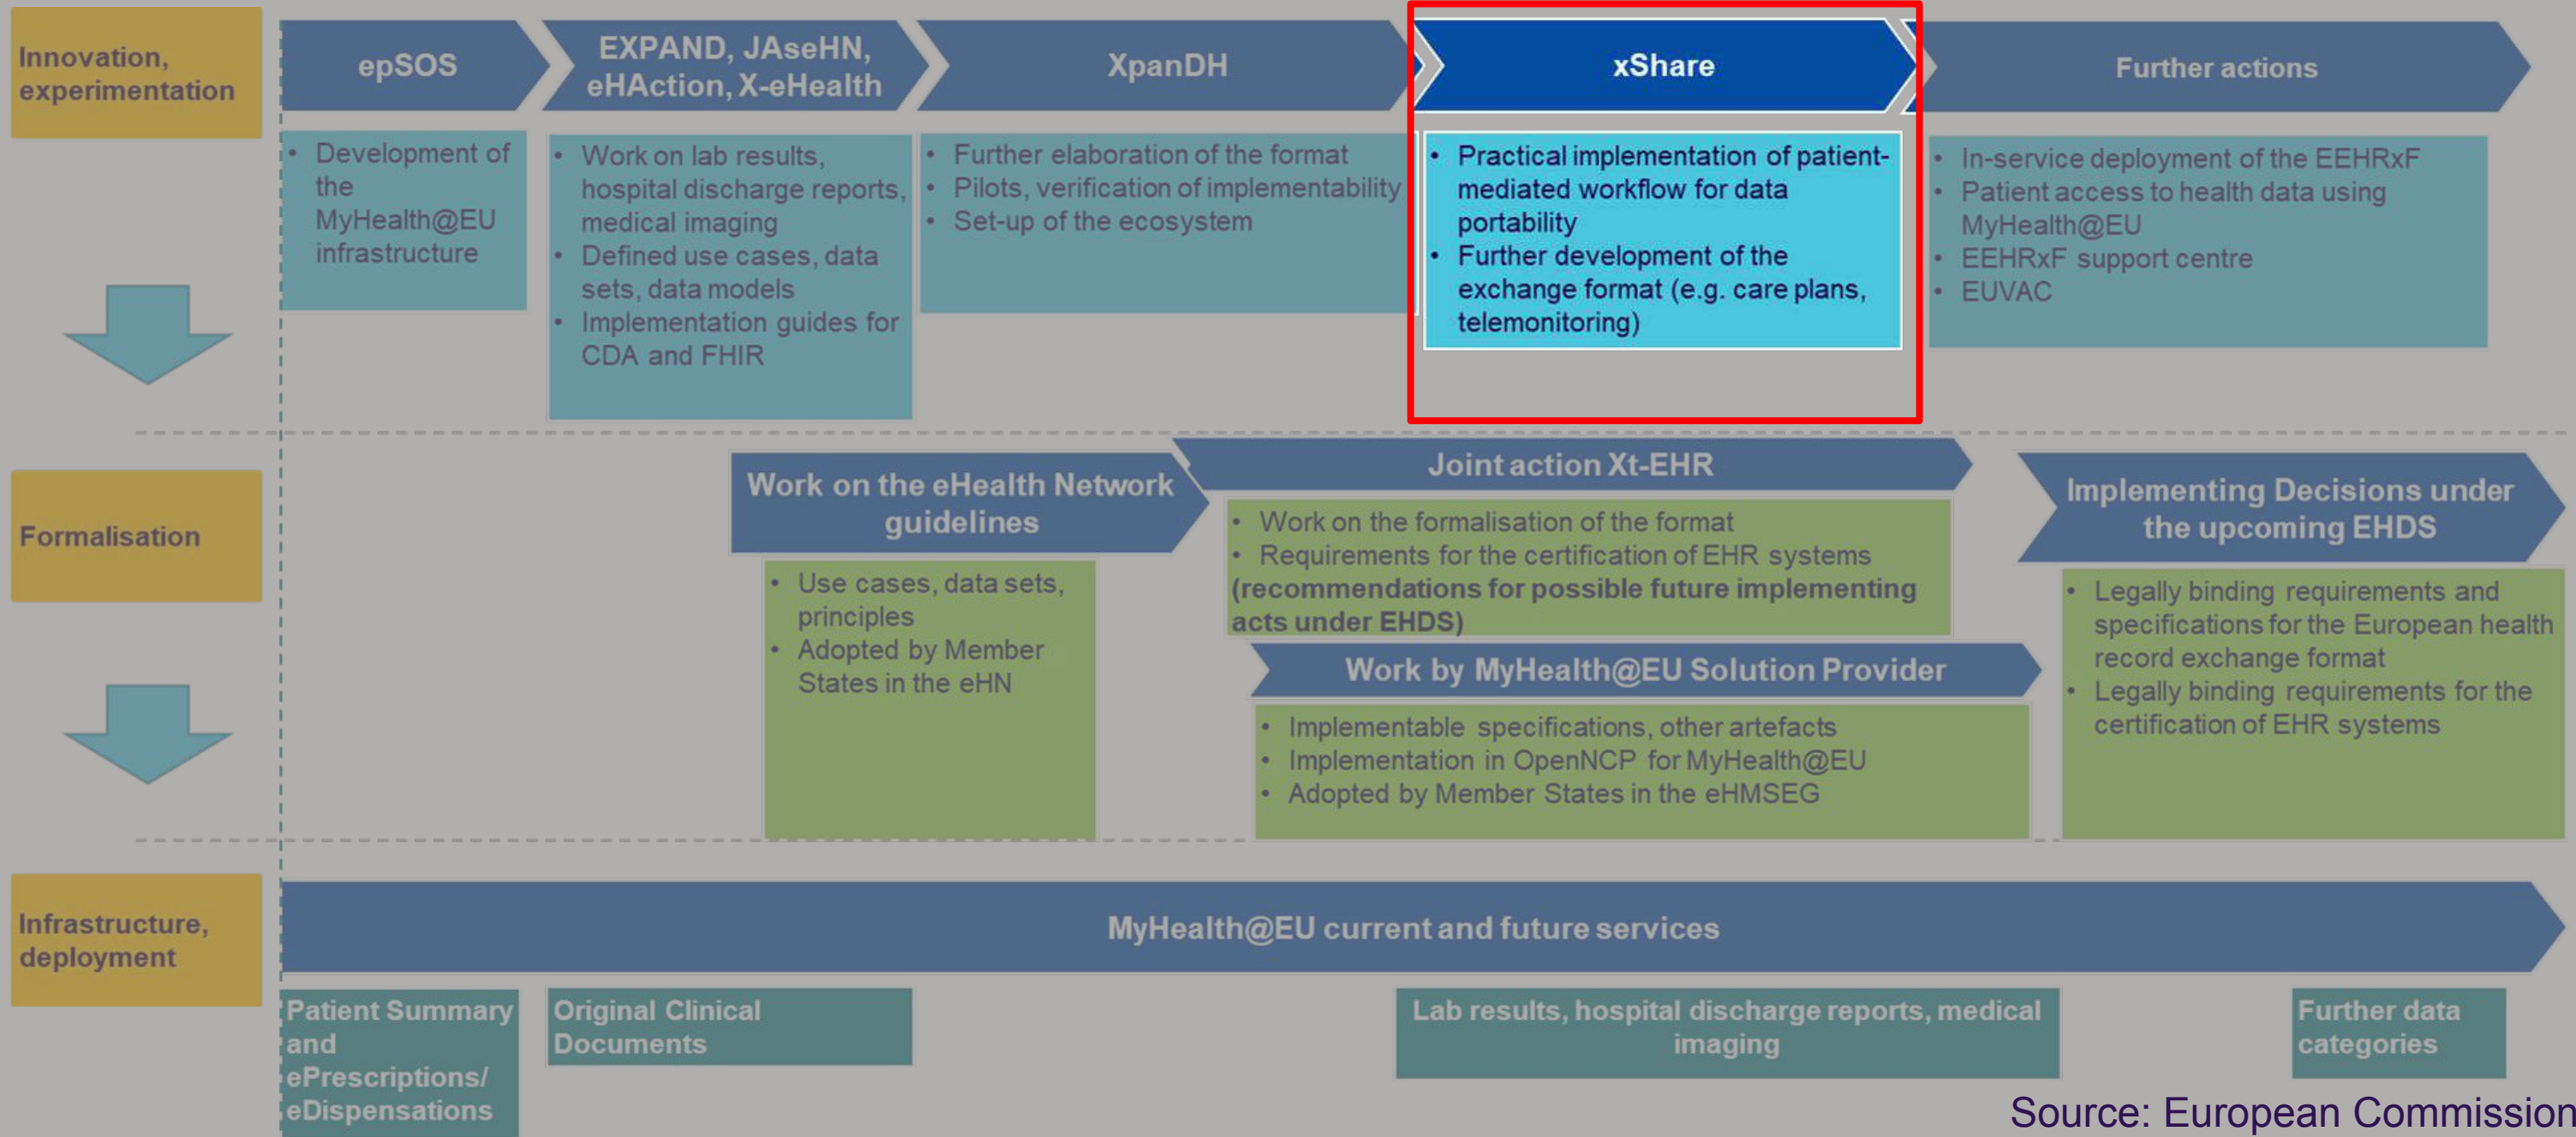 Innovation,
experimentation
epSOS
EXPAND, JAseHN,
eHAction, X-eHealth
XpanDH
xShare
Further actions
• Development of
the
MyHealth@EU
infrastructure
• Work on lab results,
hospital discharge reports,
medical imaging
• Defined use cases, data
sets, data models
• Implementation guides for
CDA and FHIR
• Further elaboration of the format
• Pilots, verification of implementability
• Set-up of the ecosystem
• Practical implementation of patient-
mediated workflow for data
portability
• Further development of the
exchange format (e.g. care plans,
telemonitoring)
• In-service deployment of the EEHRxF
• Patient access to health data using
MyHealth@EU
• EEHRxF support centre
• EUVAC
Formalisation
Work on the eHealth Network
guidelines
• Use cases, data sets,
principles
• Adopted by Member
States in the eHN
Joint action Xt-EHR
• Work on the formalisation of the format
• Requirements for the certification of EHR systems
(recommendations for possible future implementing
acts under EHDS)
Work by MyHealth@EU Solution Provider
• Implementable specifications, other artefacts
• Implementation in OpenNCP for MyHealth@EU
• Adopted by Member States in the eHMSEG
Implementing Decisions under
the upcoming EHDS
• Legally binding requirements and
specifications for the European health
record exchange format
• Legally binding requirements for the
certification of EHR systems
Infrastructure,
deployment
MyHealth@EU current and future services
Patient Summary
and
ePrescriptions/
eDispensations
Original Clinical
Documents
Lab results, hospital discharge reports, medical
imaging
Further data
categories
Source: European Commission